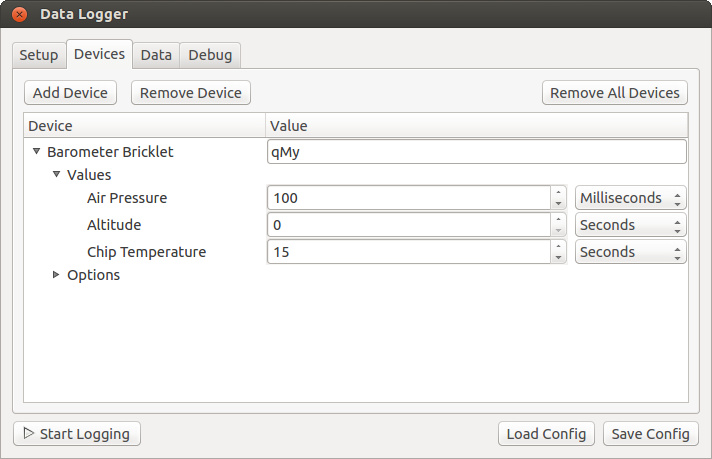 Data Logger
Setup Devices Data Debug
Add Device Remove Device Remove All Devices
Device Value
Barometer Bricklet qMy
Values
Air Pressure 100 Milliseconds
Altitude 0 Seconds
Chip Temperature 15 Seconds
Options
Start Logging Load Config Save Config